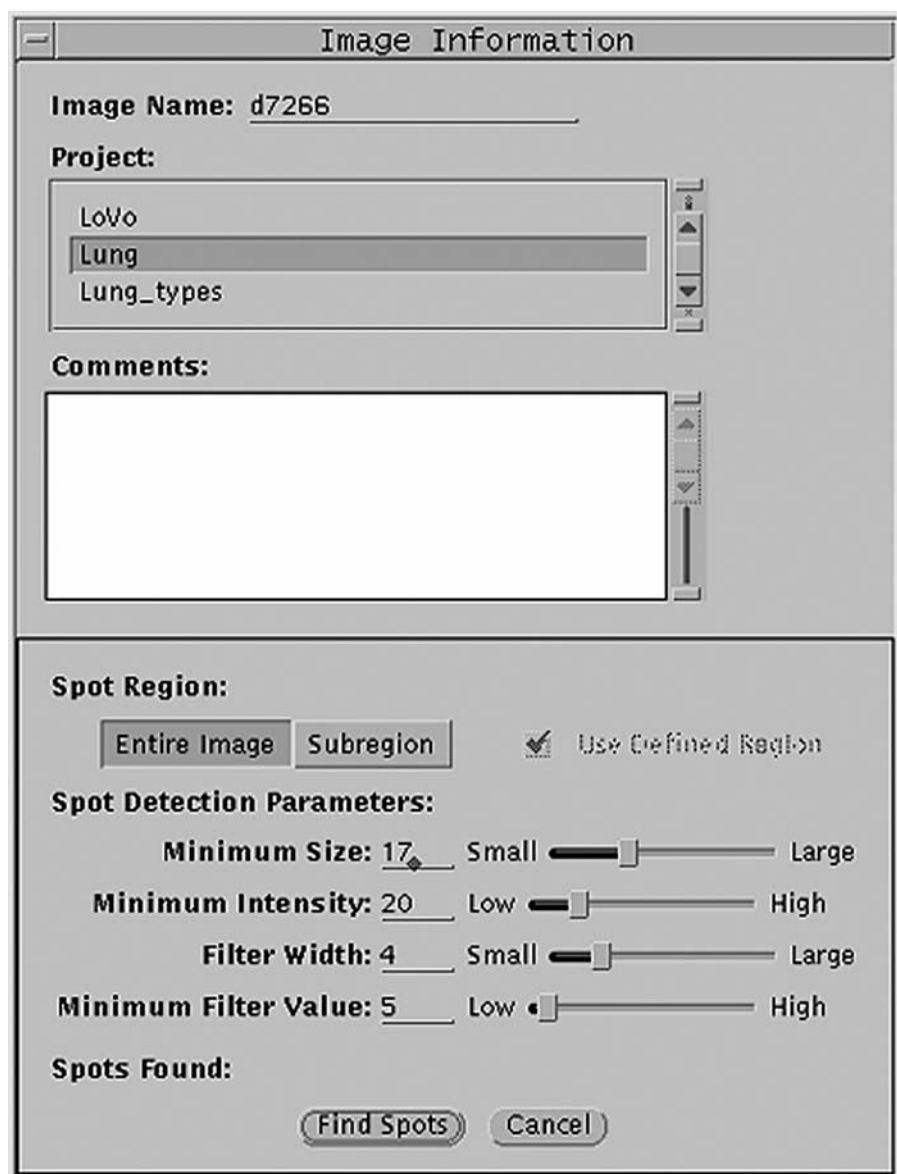 Image Information
Image Name: d7266
Project:
LoVo
Lung
Lung_types
Comments:
Spot Region:
Entire Image Subregion Use Defined Region
Spot Detection Parameters:
Minimum Size: 17 Small Large
Minimum Intensity: 20 Low High
Filter Width: 4 Small Large
Minimum Filter Value: 5 Low High
Spots Found:
Find Spots Cancel